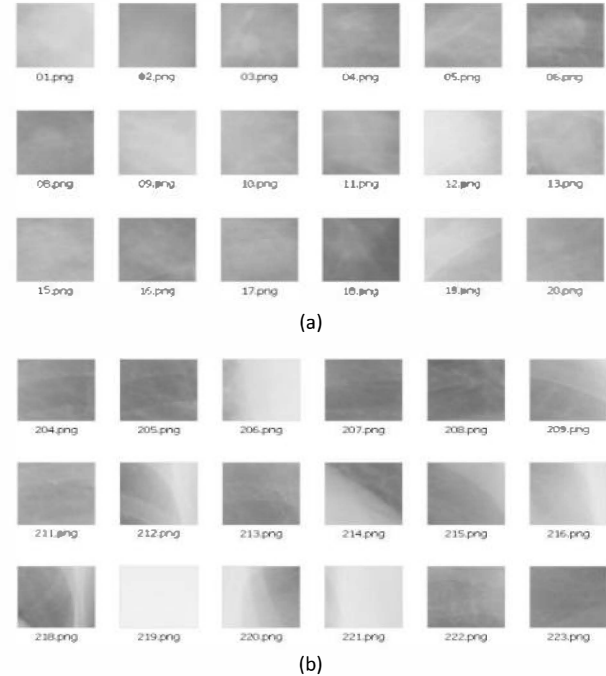 01.png 02.png 03.png 04.png 05.png 06.png
08.png 09.png 10.png 11.png 12.png 13.png
15.png 16.png 17.png 18.png 19.png 20.png
(a)
204.png 205.png 206.png 207.png 208.png 209.png
211.png 212.png 213.png 214.png 215.png 216.png
218.png 219.png 220.png 221.png 222.png 223.png
(b)